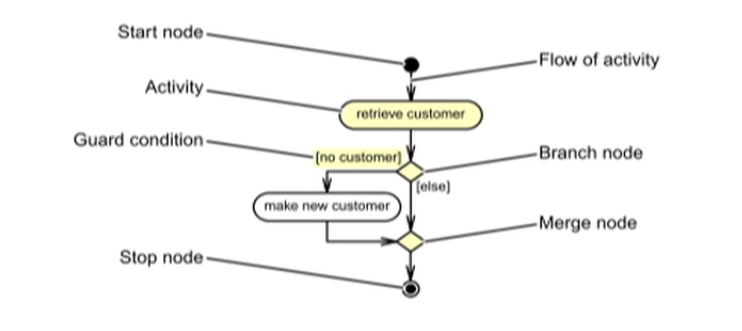 Start node
Flow of activity
Activity
retrieve customer
Guard condition
[no customer]
Branch node
[else]
make new customer
Merge node
Stop node